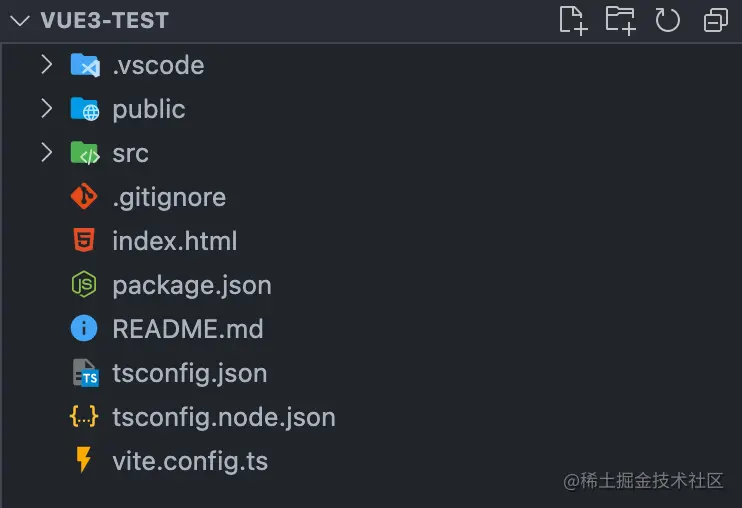 VUE3-TEST
.vscode
public
src
.gitignore
index.html
package.json
README.md
tsconfig.json
tsconfig.node.json
vite.config.ts
@稀土掘金技术社区